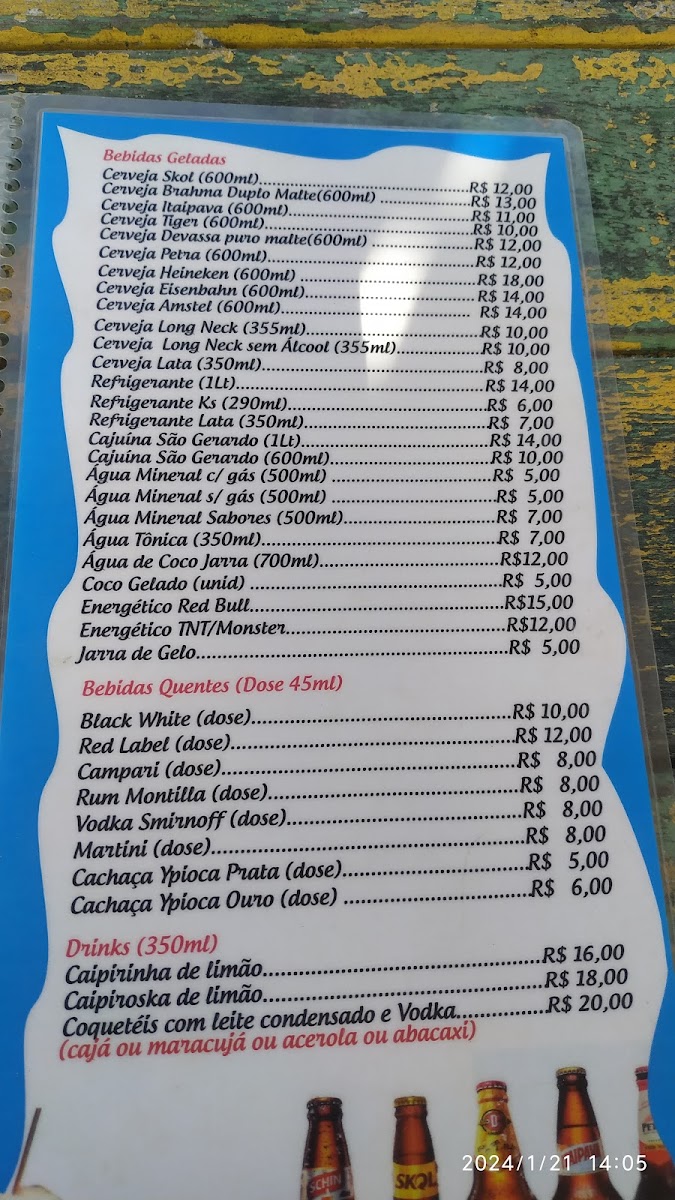 Bebidas Geladas
Cerveja Skol (600ml)..........R$ 12,00
Cerveja Brahma Duplo Malte(600ml) ..........R$ 13,00
Cerveja Itaipava (600ml)..........R$ 11,00
Cerveja Tiger (600ml)..........R$ 10,00
Cerveja Devassa puro malte(600ml) ..........R$ 12,00
Cerveja Petra (600ml)..........R$ 12,00
Cerveja Heineken (600ml) ..........R$ 18,00
Cerveja Eisenbahn (600ml)..........R$ 14,00
Cerveja Amstel (600ml).......... R$ 14,00
Cerveja Long Neck (355ml)..........R$ 10,00
Cerveja Long Neck sem Álcool (355ml)..........R$ 10,00
Cerveja Lata (350ml)..........R$ 8,00
Refrigerante (1Lt)..........R$ 14,00
Refrigerante Ks (290ml)..........R$ 6,00
Refrigerante Lata (350ml)..........R$ 7,00
Cajuína São Gerardo (1Lt)..........R$ 14,00
Cajuína São Gerardo (600ml)..........R$ 10,00
Água Mineral c/ gás (500ml) ..........R$ 5,00
Água Mineral s/ gás (500ml) ..........R$ 5,00
Água Mineral Sabores (500ml)..........R$ 7,00
Água Tônica (350ml)..........R$ 7,00
Água de Coco Jarra (700ml)..........R$12,00
Coco Gelado (unid) ..........R$ 5,00
Energético Red Bull..........R$15,00
Energético TNT/Monster..........R$12,00
Jarra de Gelo..........R$ 5,00
Bebidas Quentes (Dose 45ml)
Black White (dose)..........R$ 10,00
Red Label (dose)..........R$ 12,00
Campari (dose)..........R$ 8,00
Rum Montilla (dose)..........R$ 8,00
Vodka Smirnoff (dose)..........R$ 8,00
Martini (dose)..........R$ 8,00
Cachaça Ypioca Prata (dose)..........R$ 5,00
Cachaça Ypioca Ouro (dose) ..........R$ 6,00
Drinks (350ml)
Caipirinha de limão..........R$ 16,00
Caipiroska de limão..........R$ 18,00
Coquetéis com leite condensado e Vodka..........R$ 20,00
(cajá ou maracujá ou acerola ou abacaxi)
SCHIN
SKOL
2024/1/21 14:05